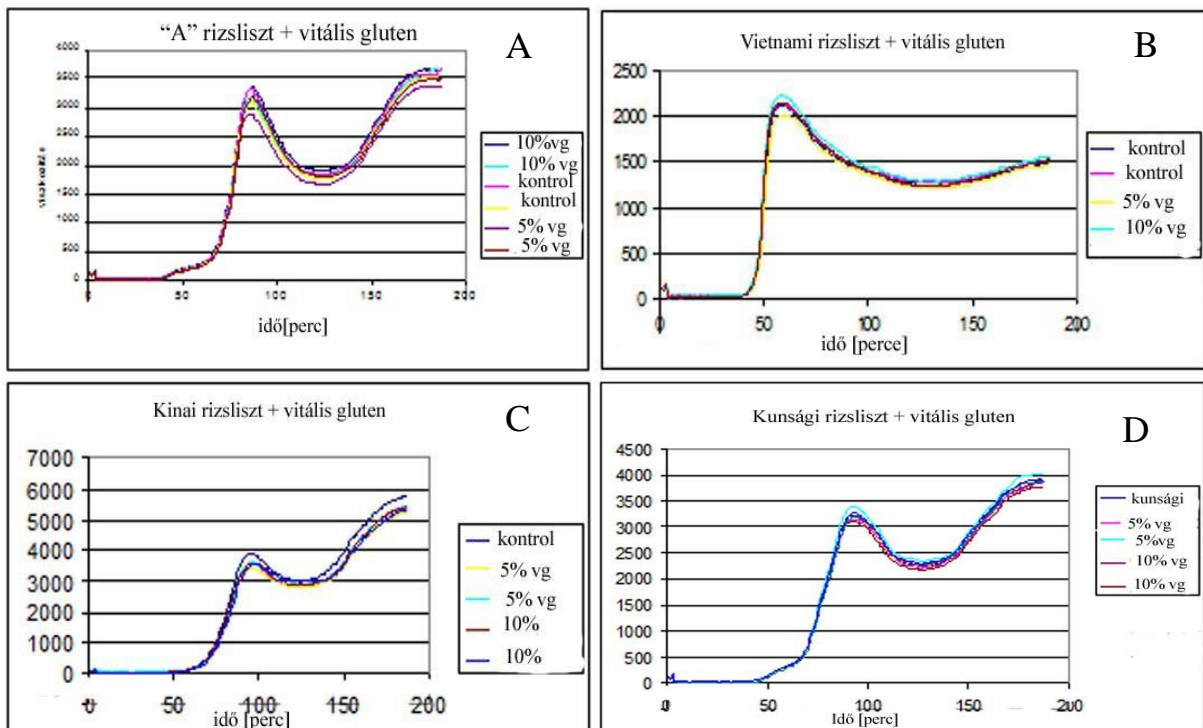 “A” rizsliszt + vitális gluten
A
500
0
0
50
100
150
200
idő[perc]
10%vg
10% vg
kontrol
kontrol
5% vg
5% vg
Vietnami rizsliszt + vitális gluten
B
2500
2000
1500
1000
500
0
0
50
100
150
200
idő [perce]
kontrol
kontrol
5% vg
10% vg
Kinai rizsliszt + vitális gluten
C
7000
6000
5000
4000
3000
2000
1000
0
0
50
100
150
200
idő [perc]
kontrol
5% vg
5% vg
10%
10%
Kunsági rizsliszt + vitális gluten
D
4500
4000
3500
3000
2500
2000
1500
1000
500
0
0
50
100
150
200
Idő [perc]
kunsági
5% vg
5%vg
10% vg
10% vg